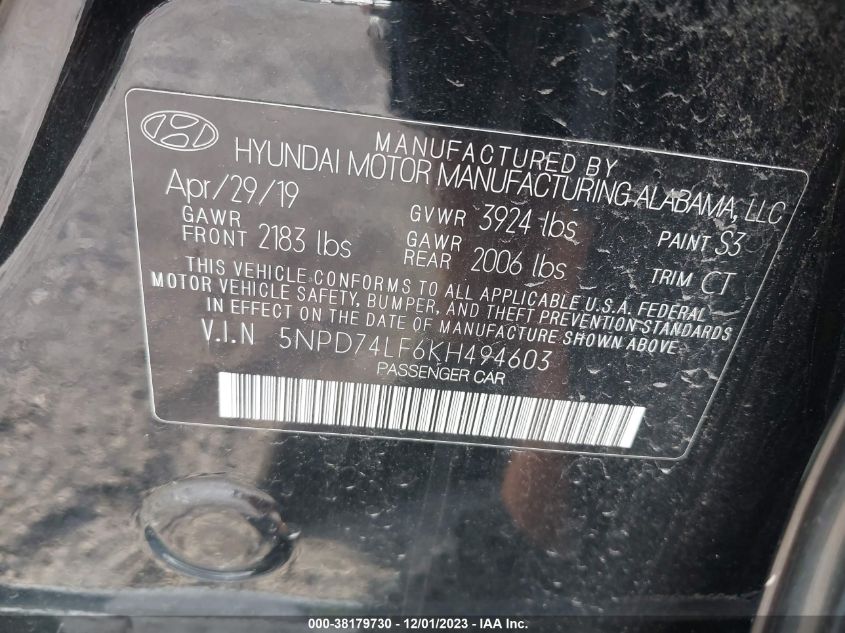 MANUFACTURED BY
HYUNDAI MOTOR MANUFACTURING ALABAMA, LLC
Apr/29/19 GVWR 3924 lbs PAINT S3
GAWR FRONT 2183 lbs GAWR REAR 2006 lbs TRIM CT
THIS VEHICLE CONFORMS TO ALL APPLICABLE U.S.A. FEDERAL
MOTOR VEHICLE SAFETY, BUMPER, AND THEFT PREVENTION STANDARDS
IN EFFECT ON THE DATE OF MANUFACTURE SHOWN ABOVE
V.I.N 5NPD74LF6KH494603
PASSENGER CAR
000-38179730 - 12/01/2023 - IAA Inc.